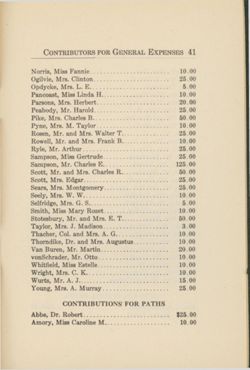 CONTRIBUTORS FOR GENERAL EXPENSES 41
Norris, Miss Fannie 10.00
Ogilvie, Mrs. Clinton 25.00
Opdycke, Mrs. L. E. 5.00
Pancoast, Miss Linda H. 10.00
Parsons, Mrs. Herbert 20.00
Peabody, Mr. Harold 25.00
Pike, Mrs. Charles B. 50.00
Pyne, Mrs. M. Taylor 10.00
Rosen, Mr. and Mrs. Walter T. 25.00
Rowell, Mr. and Mrs. Frank B. 10.00
Ryle, Mr. Arthur 25.00
Sampson, Miss Gertrude 25.00
Sampson, Mr. Charles E. 125.00
Scott, Mr. and Mrs. Charles R. 50.00
Scott, Mrs. Edgar 25.00
Sears, Mrs. Montgomery 25.00
Seely, Mrs. W. W. 10.00
Selfridge, Mrs. G. S. 5.00
Smith, Miss Mary Rozet 10.00
Stotesbury, Mr. and Mrs. E. T. 50.00
Taylor, Mrs. J. Madison 3.00
Thacher, Col. and Mrs. A. G. 10.00
Thorndike, Dr. and Mrs. Augustus 10.00
Van Buren, Mr. Martin 20.00
vomSchrader, Mr. Otto 10.00
Whitfield, Miss Estelle 10.00
Wright, Mrs. C. K. 10.00
Wurts, Mr. A. J. 15.00
Young, Mrs. A. Murray 25.00
CONTRIBUTIONS FOR PATHS
Abbe, Dr. Robert $25.00
Amory, Miss Caroline M. 10.00